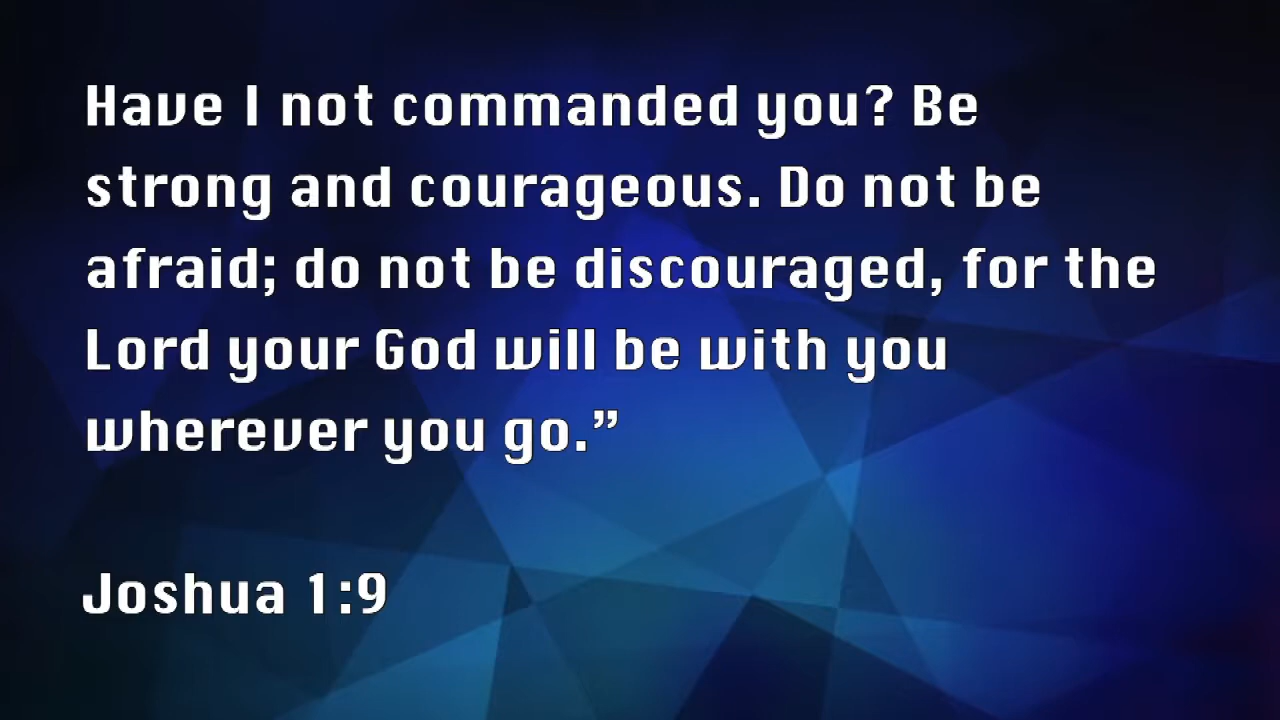 Have I not commanded you? Be
strong and courageous. Do not be
afraid; do not be discouraged, for the
Lord your God will be with you
wherever you go.”
Joshua 1:9